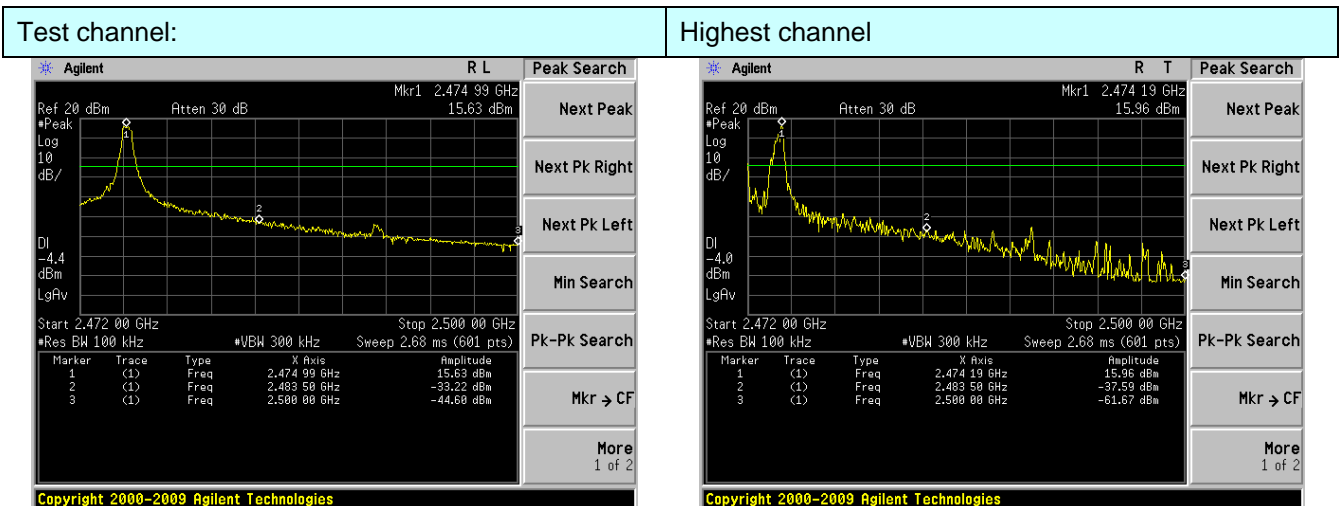 Test channel:
Highest channel
Agilent
R L
Peak Search
Mkr1 2.474 99 GHz
Ref 20 dBm Atten 30 dB 15.63 dBm
#Peak
Log
10
dB/
DI
-4.4
dBm
LgAv
1
2
3
Start 2.472 00 GHz Stop 2.500 00 GHz
#Res BW 100 kHz #VBW 300 kHz Sweep 2.68 ms (601 pts)
Marker Trace Type X Axis Amplitude
1 (1) Freq 2.474 99 GHz 15.63 dBm
2 (1) Freq 2.483 50 GHz -33.22 dBm
3 (1) Freq 2.500 00 GHz -44.60 dBm
Next Peak
Next Pk Right
Next Pk Left
Min Search
Pk-Pk Search
Mkr → CF
More
1 of 2
Copyright 2000-2009 Agilent Technologies
Agilent
R T
Peak Search
Mkr1 2.474 19 GHz
Ref 20 dBm Atten 30 dB 15.96 dBm
#Peak
Log
10
dB/
DI
-4.0
dBm
LgAv
1
2
3
Start 2.472 00 GHz Stop 2.500 00 GHz
#Res BW 100 kHz #VBW 300 kHz Sweep 2.68 ms (601 pts)
Marker Trace Type X Axis Amplitude
1 (1) Freq 2.474 19 GHz 15.96 dBm
2 (1) Freq 2.483 50 GHz -37.59 dBm
3 (1) Freq 2.500 00 GHz -61.67 dBm
Next Peak
Next Pk Right
Next Pk Left
Min Search
Pk-Pk Search
Mkr → CF
More
1 of 2
Copyright 2000-2009 Agilent Technologies